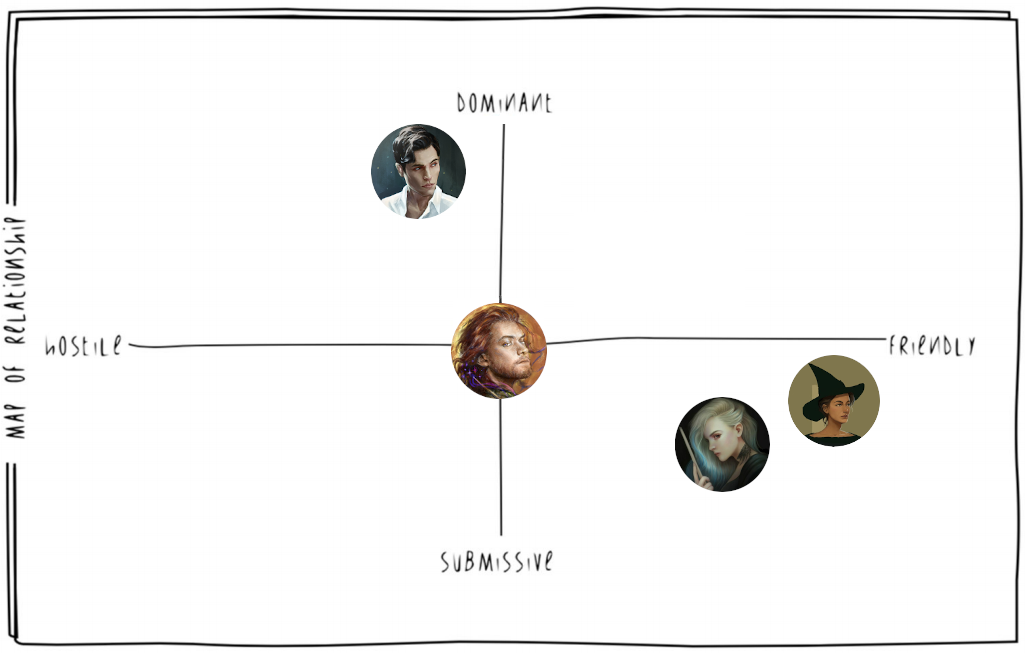 DOMINANT
MAP OF RELATIONSHIP
HOSTILE
FRIENDLY
SUBMISSIVE